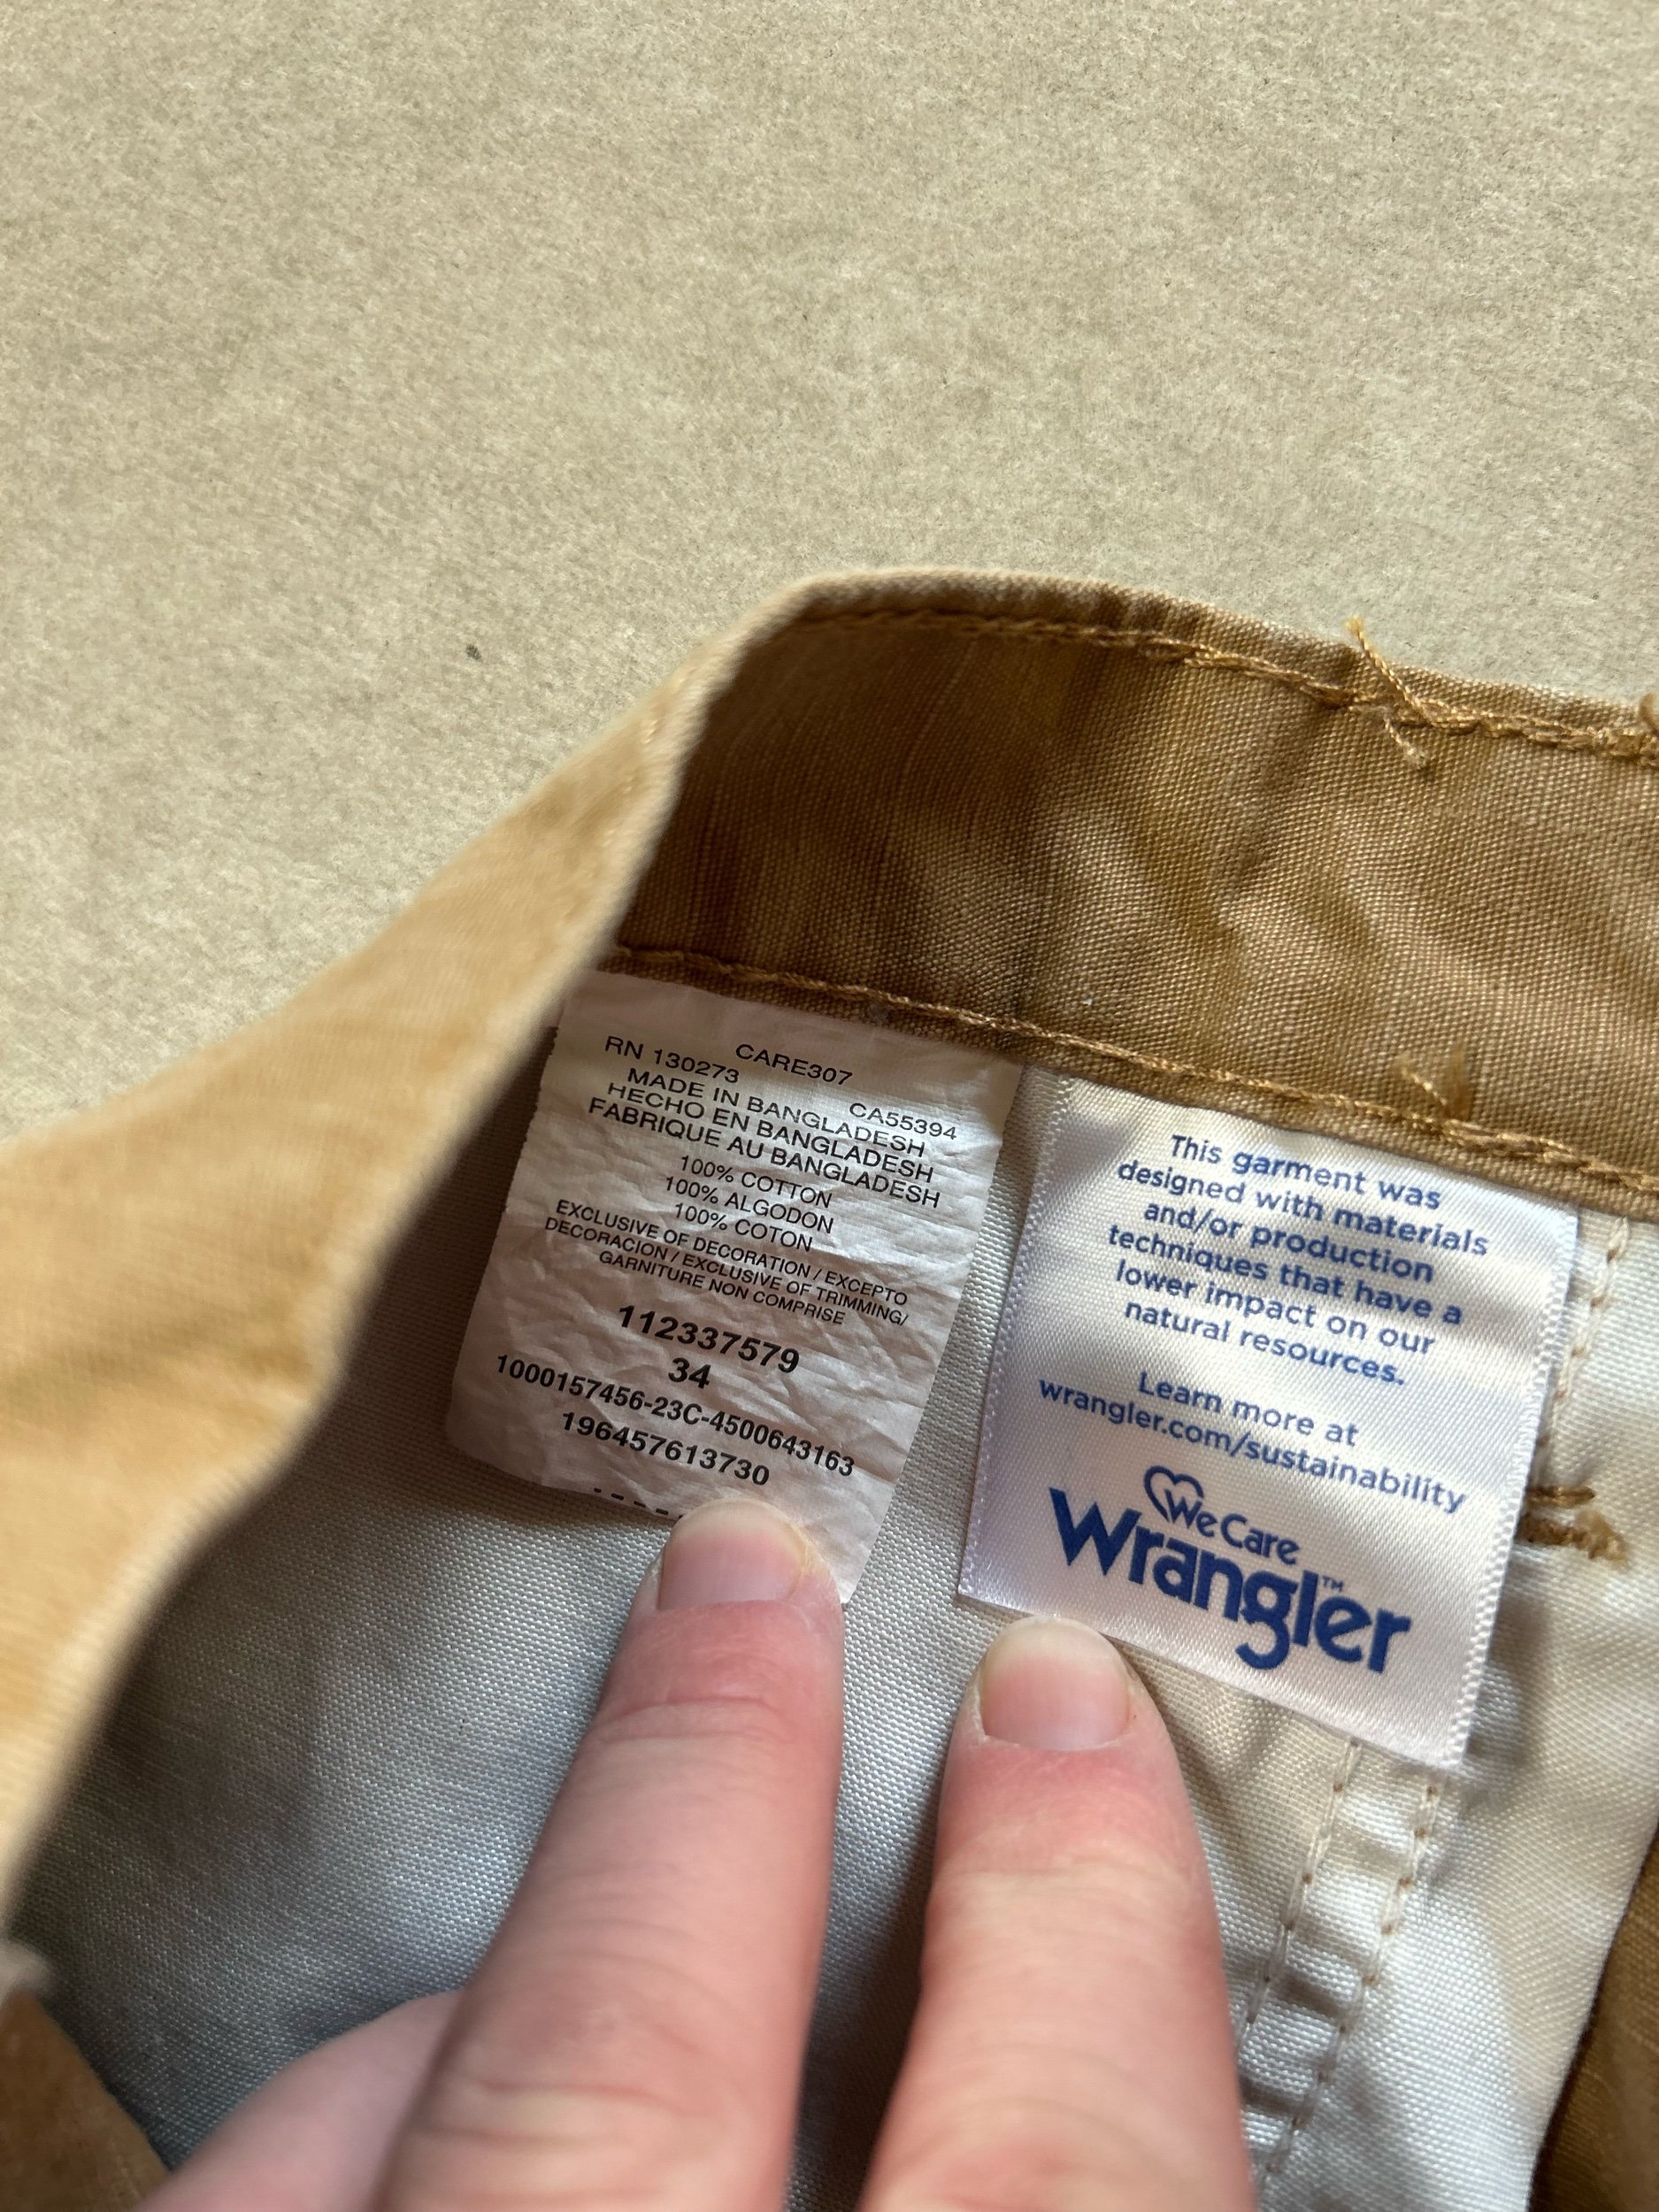 CARE307
RN 130273 CA55394
MADE IN BANGLADESH
HECHO EN BANGLADESH
FABRIQUE AU BANGLADESH
100% COTTON
100% ALGODON
100% COTON
EXCLUSIVE OF DECORATION / EXCEPTO
DECORACION / EXCLUSIVE OF TRIMMING/
GARNITURE NON COMPRISE
112337579
34
1000157456-23C-4500643163
196457613730
This garment was
designed with materials
and/or production
techniques that have a
lower impact on our
natural resources.
Learn more at
wrangler.com/sustainability
We Care
Wrangler™